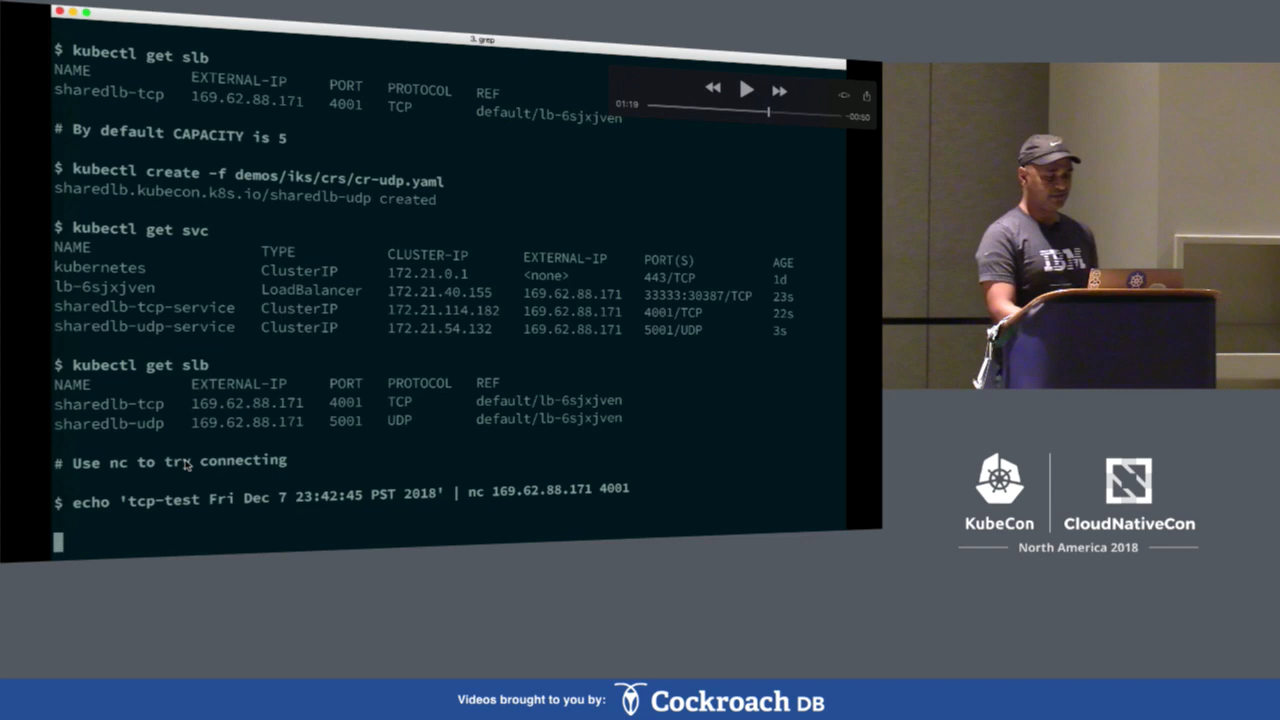 3. grep
$ kubectl get slb
NAME EXTERNAL-IP PORT PROTOCOL REF
sharedlb-tcp 169.62.88.171 4001 TCP default/lb-6sjxjven
01:19 -00:50
# By default CAPACITY is 5
$ kubectl create -f demos/iks/crs/cr-udp.yaml
sharedlb.kubecon.k8s.io/sharedlb-udp created
$ kubectl get svc
NAME TYPE CLUSTER-IP EXTERNAL-IP PORT(S) AGE
kubernetes ClusterIP 172.21.0.1 <none> 443/TCP 1d
lb-6sjxjven LoadBalancer 172.21.40.155 169.62.88.171 33333:30387/TCP 23s
sharedlb-tcp-service ClusterIP 172.21.114.182 169.62.88.171 4001/TCP 22s
sharedlb-udp-service ClusterIP 172.21.54.132 169.62.88.171 5001/UDP 3s
$ kubectl get slb
NAME EXTERNAL-IP PORT PROTOCOL REF
sharedlb-tcp 169.62.88.171 4001 TCP default/lb-6sjxjven
sharedlb-udp 169.62.88.171 5001 UDP default/lb-6sjxjven
# Use nc to try connecting
$ echo 'tcp-test Fri Dec 7 23:42:45 PST 2018' | nc 169.62.88.171 4001
IBM
KubeCon
CloudNativeCon
North America 2018
Videos brought to you by: Cockroach DB